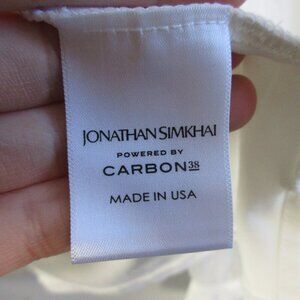 JONATHAN SIMKHAI
POWERED BY
CARBON38
MADE IN USA